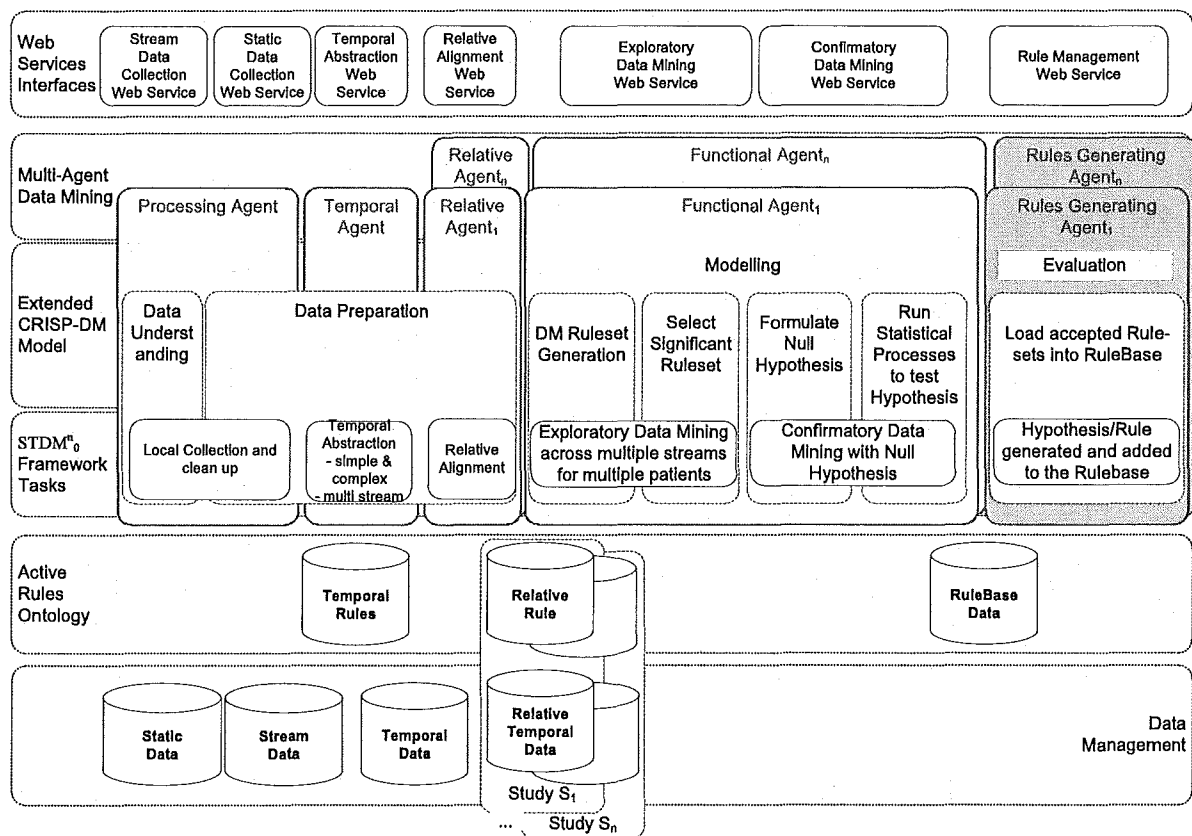 Web
Services
Interfaces
Stream
Data
Collection
Web Service
Static
Data
Collection
Web Service
Temporal
Abstraction
Web
Service
Relative
Alignment
Web
Service
Exploratory
Data Mining
Web Service
Confirmatory
Data Mining
Web Service
Rule Management
Web Service
Multi-Agent
Data Mining
Relative
Agentₙ
Functional Agentₙ
Rules Generating
Agentₙ
Processing Agent
Temporal
Agent
Relative
Agent₁
Functional Agent₁
Rules Generating
Agent₁
Modelling
Evaluation
Extended
CRISP-DM
Model
Data
Underst
anding
Data Preparation
DM Ruleset
Generation
Select
Significant
Ruleset
Formulate
Null
Hypothesis
Run
Statistical
Processes
to test
Hypothesis
Load accepted Rule-
sets into RuleBase
STDMⁿ₀
Framework
Tasks
Local Collection and
clean up
Temporal
Abstraction
- simple &
complex
- multi stream
Relative
Alignment
Exploratory Data Mining
across multiple streams
for multiple patients
Confirmatory Data
Mining with Null
Hypothesis
Hypothesis/Rule
generated and added
to the Rulebase
Active
Rules
Ontology
Temporal
Rules
Relative
Rule
RuleBase
Data
Static
Data
Stream
Data
Temporal
Data
Relative
Temporal
Data
Data
Management
Study S₁
... Study Sₙ